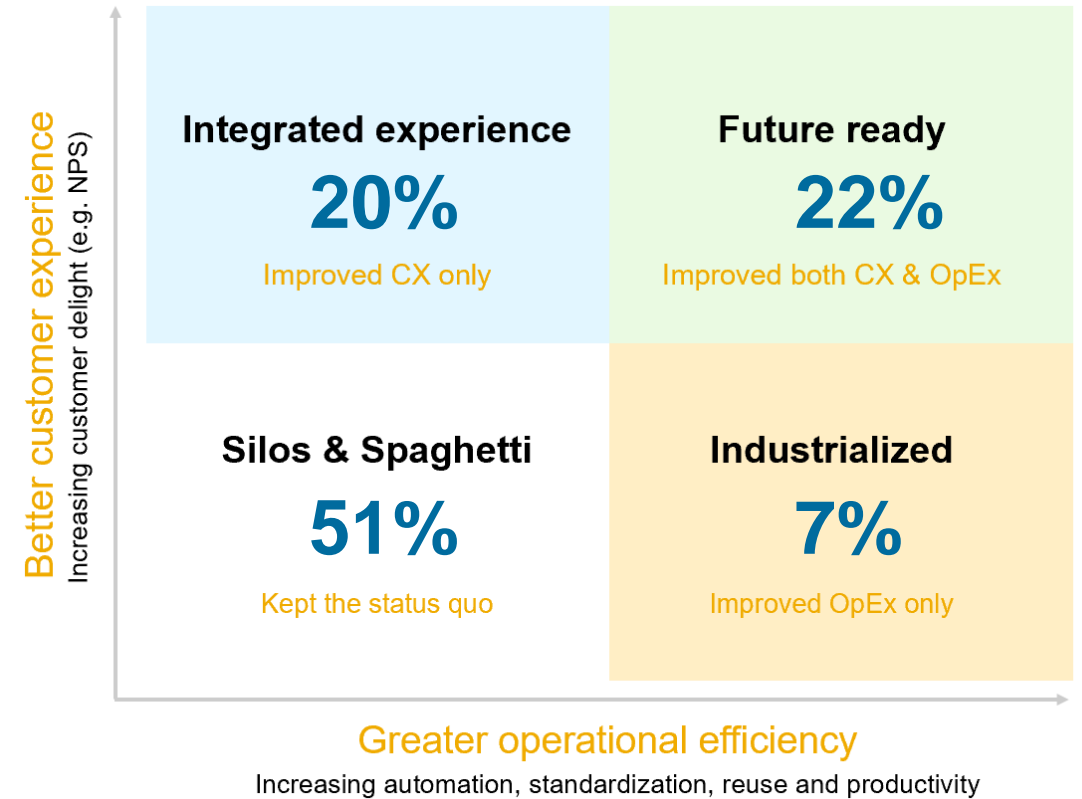 Better customer experience
Increasing customer delight (e.g. NPS)
Integrated experience
20%
Improved CX only
Future ready
22%
Improved both CX & OpEx
Silos & Spaghetti
51%
Kept the status quo
Industrialized
7%
Improved OpEx only
Greater operational efficiency
Increasing automation, standardization, reuse and productivity